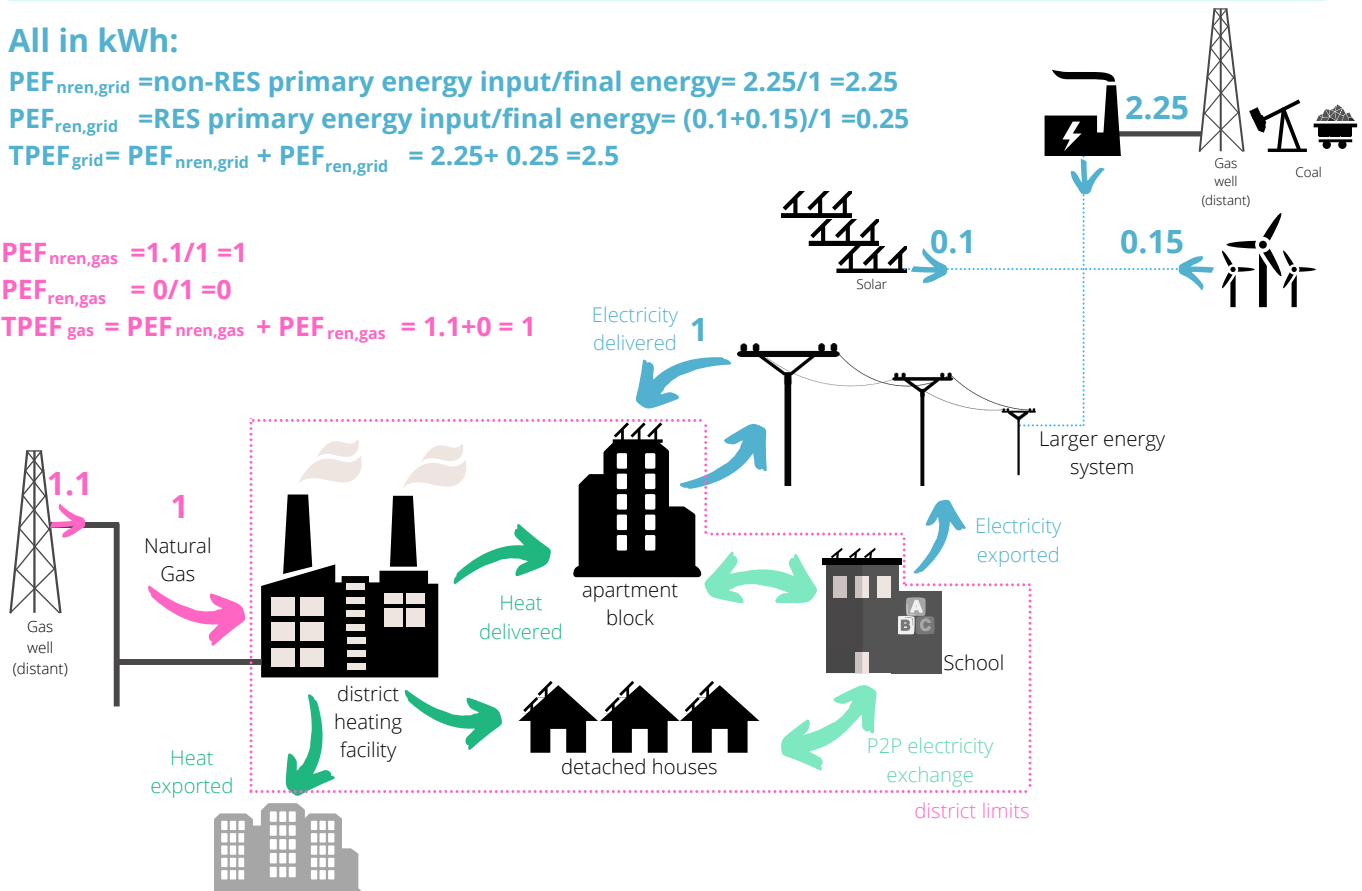 All in kWh:
PEFnren,grid =non-RES primary energy input/final energy= 2.25/1 =2.25
PEFren,grid =RES primary energy input/final energy= (0.1+0.15)/1 =0.25
TPEFgrid= PEFnren,grid + PEFren,grid = 2.25+ 0.25 =2.5
2.25
Gas
well
(distant)
Coal
PEFnren,gas =1.1/1 =1
PEFren,gas = 0/1 =0
TPEF gas = PEFnren,gas + PEFren,gas = 1.1+0 = 1
0.1
0.15
Solar
Electricity
delivered
1
Larger energy
system
1.1
1
Natural
Gas
Gas
well
(distant)
Electricity
exported
Heat
delivered
apartment
block
A
B C
School
district
heating
facility
detached houses
P2P electricity
exchange
Heat
exported
district limits